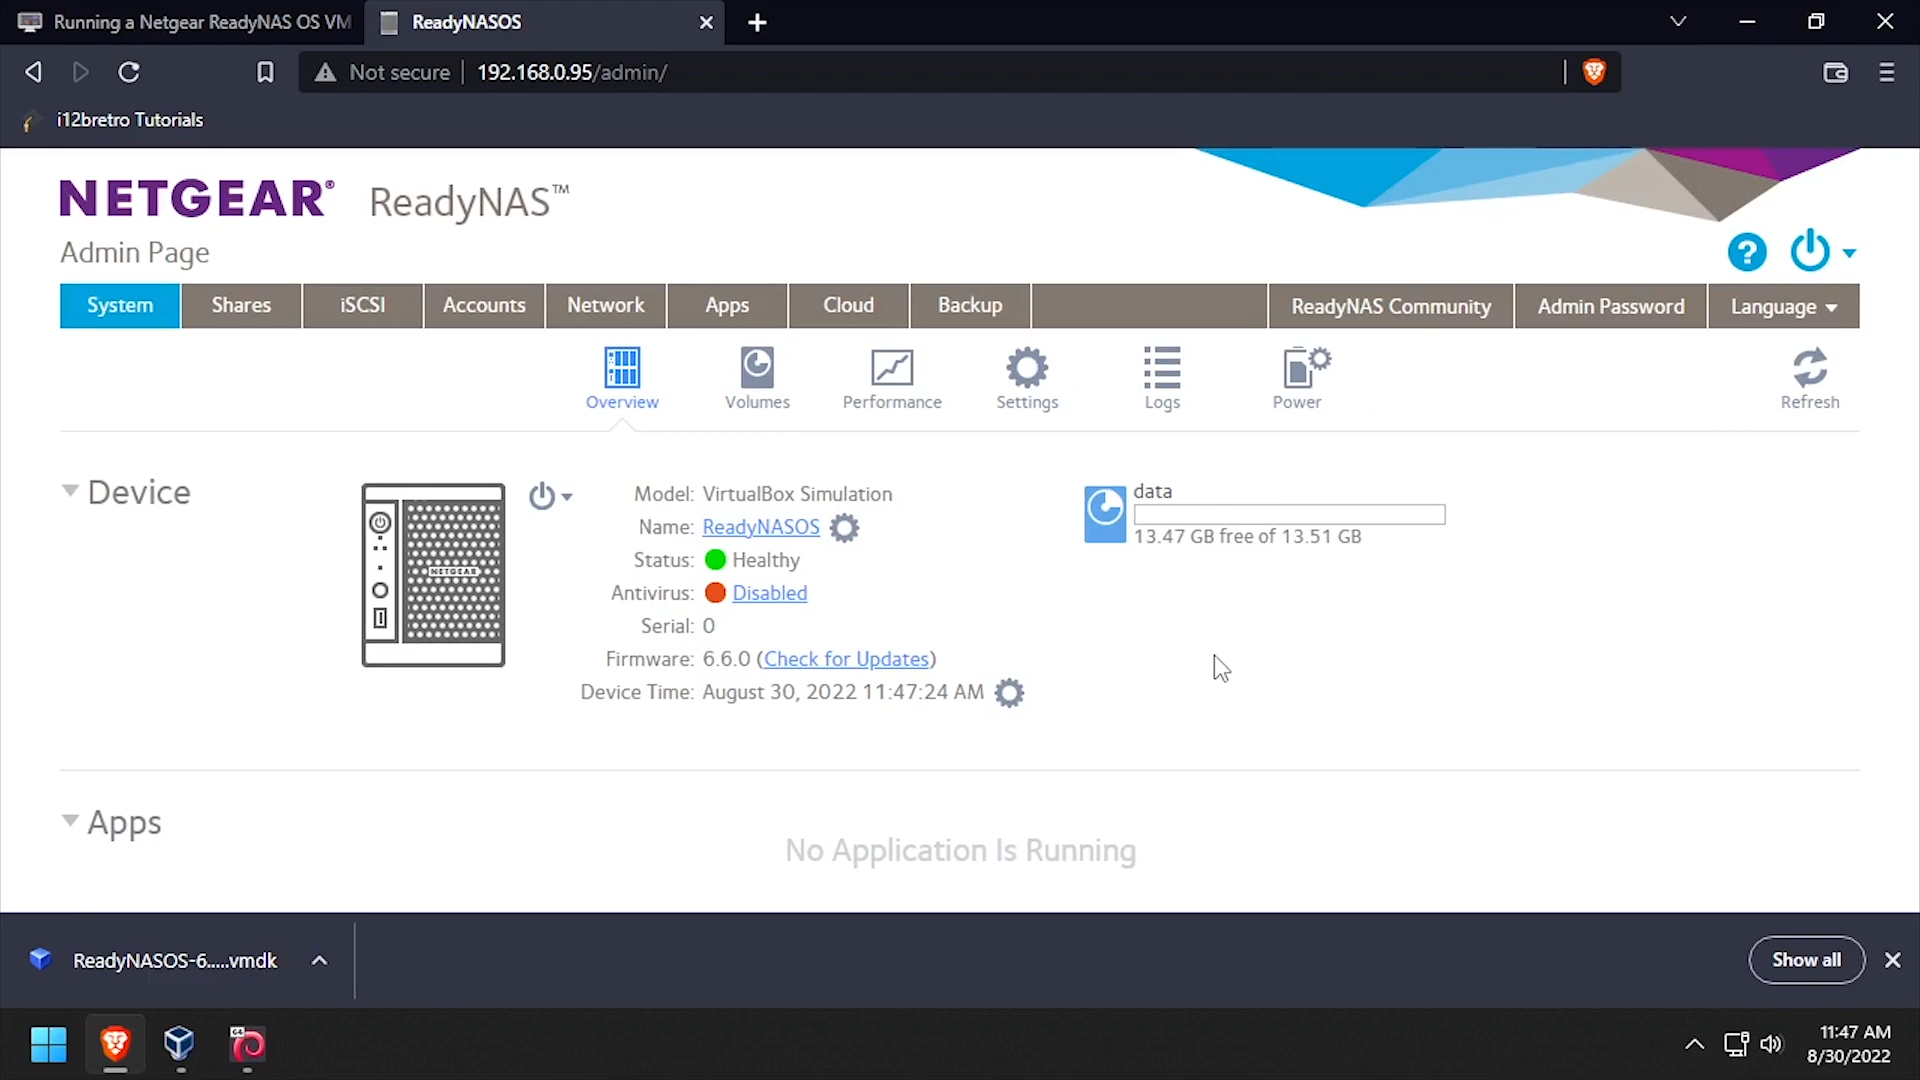 Running a Netgear ReadyNAS OS VM
ReadyNASOS
Not secure
192.168.0.95/admin/
i12bretro Tutorials
NETGEAR® ReadyNAS™
Admin Page
System
Shares
iSCSI
Accounts
Network
Apps
Cloud
Backup
ReadyNAS Community
Admin Password
Language
Overview
Volumes
Performance
Settings
Logs
Power
Refresh
Device
NETGEAR
Model: VirtualBox Simulation
Name: ReadyNASOS
Status: Healthy
Antivirus: Disabled
Serial: 0
Firmware: 6.6.0 (Check for Updates)
Device Time: August 30, 2022 11:47:24 AM
data
13.47 GB free of 13.51 GB
Apps
No Application Is Running
ReadyNASOS-6.....vmdk
Show all
64
11:47 AM
8/30/2022